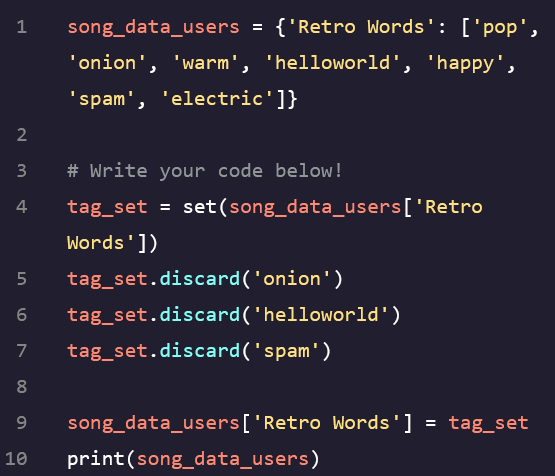 1 song_data_users = {'Retro Words': ['pop',
'onion', 'warm', 'helloworld', 'happy',
'spam', 'electric']}
2
3 # Write your code below!
4 tag_set = set(song_data_users['Retro
Words'])
5 tag_set.discard('onion')
6 tag_set.discard('helloworld')
7 tag_set.discard('spam')
8
9 song_data_users['Retro Words'] = tag_set
10 print(song_data_users)